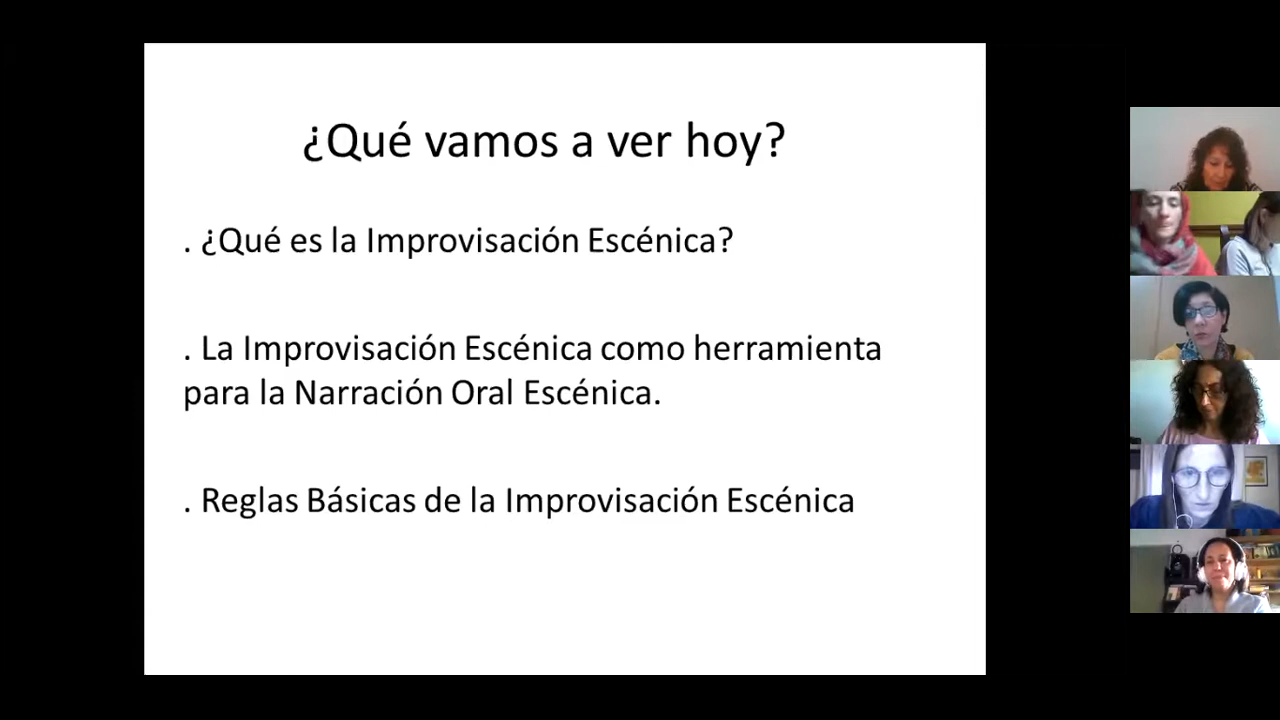 ¿Qué vamos a ver hoy?
. ¿Qué es la Improvisación Escénica?
. La Improvisación Escénica como herramienta
para la Narración Oral Escénica.
. Reglas Básicas de la Improvisación Escénica